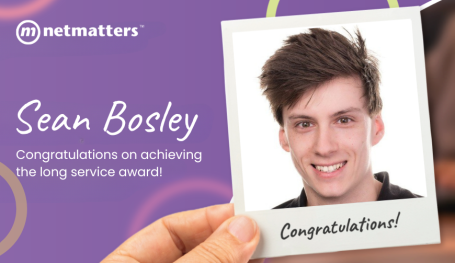 netmatters™
Sean Bosley
Congratulations on achieving
the long service award!
Congratulations!